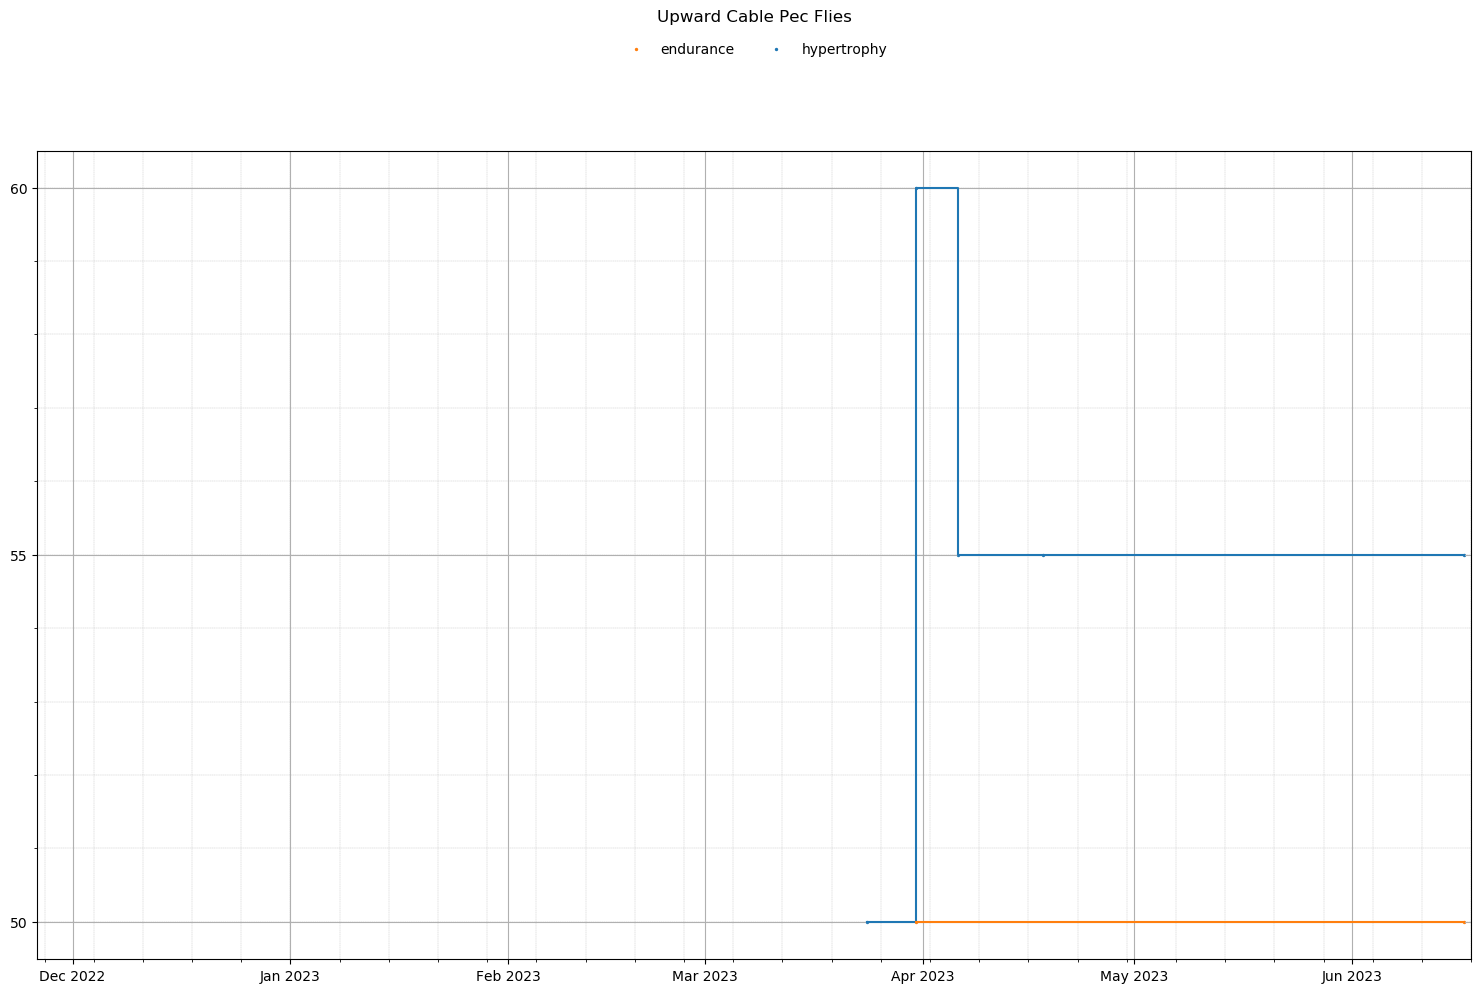 Upward Cable Pec Flies
endurance hypertrophy
60
55
50
Dec 2022 Jan 2023 Feb 2023 Mar 2023 Apr 2023 May 2023 Jun 2023